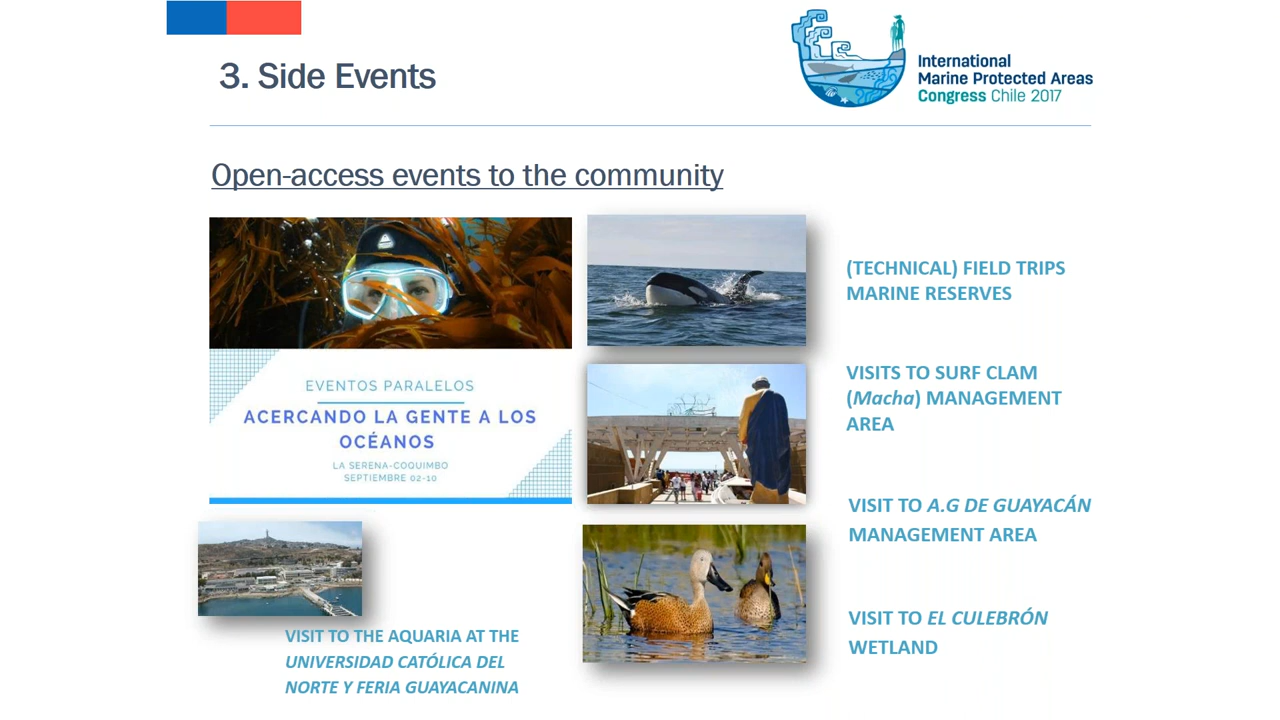 3. Side Events
International
Marine Protected Areas
Congress Chile 2017
Open-access events to the community
EVENTOS PARALELOS
ACERCANDO LA GENTE A LOS
OCÉANOS
LA SERENA-COQUIMBO
SEPTIEMBRE 02-10
(TECHNICAL) FIELD TRIPS
MARINE RESERVES
VISITS TO SURF CLAM
(Macha) MANAGEMENT
AREA
VISIT TO A.G DE GUAYACÁN
MANAGEMENT AREA
VISIT TO EL CULEBRÓN
WETLAND
VISIT TO THE AQUARIA AT THE
UNIVERSIDAD CATÓLICA DEL
NORTE Y FERIA GUAYACANINA